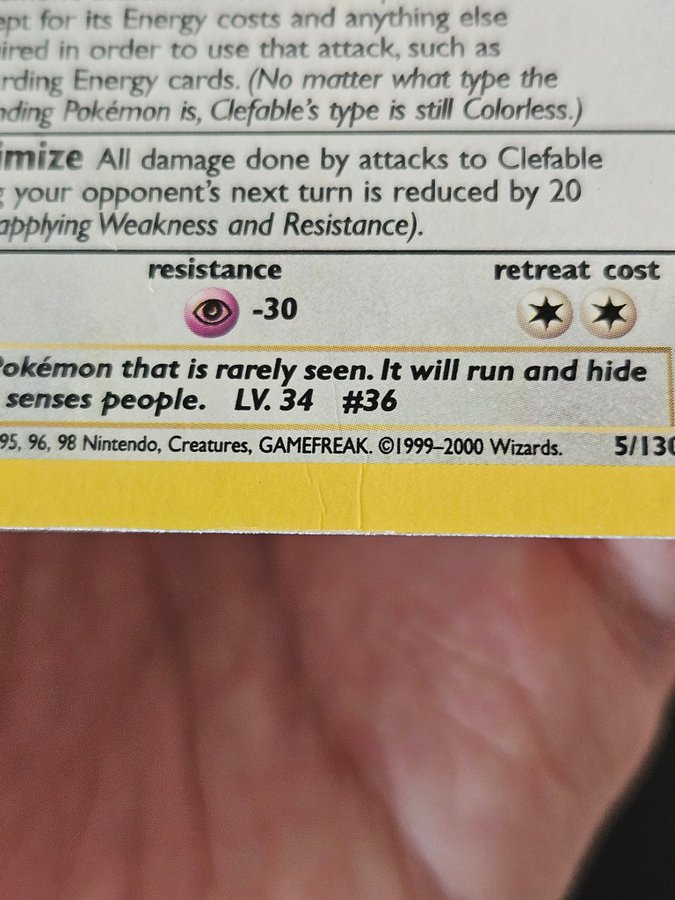 ept for its Energy costs and anything else
ired in order to use that attack, such as
rding Energy cards. (No matter what type the
nding Pokémon is, Clefable's type is still Colorless.)
imize All damage done by attacks to Clefable
g your opponent's next turn is reduced by 20
applying Weakness and Resistance).
resistance retreat cost
-30
Pokémon that is rarely seen. It will run and hide
senses people. LV. 34 #36
95, 96, 98 Nintendo, Creatures, GAMEFREAK. ©1999–2000 Wizards. 5/130